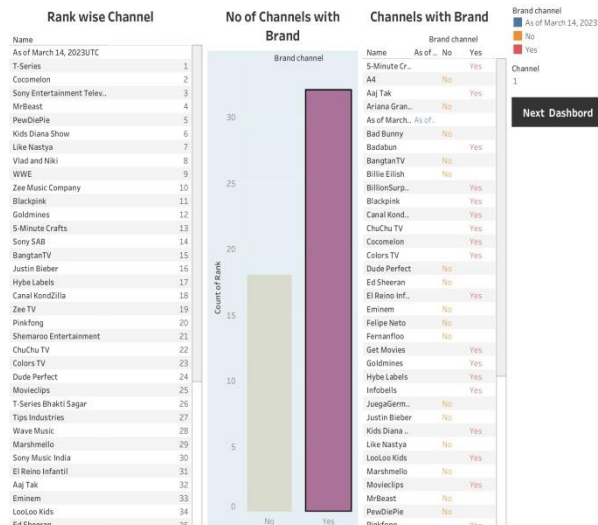 Rank wise Channel
Name
As of March 14, 2023UTC
T-Series 1
Cocomelon 2
Sony Entertainment Telev.. 3
MrBeast 4
PewDiePie 5
Kids Diana Show 6
Like Nastya 7
Vlad and Niki 8
WWE 9
Zee Music Company 10
Blackpink 11
Goldmines 12
5-Minute Crafts 13
Sony SAB 14
BangtanTV 15
Justin Bieber 16
Hybe Labels 17
Canal KondZilla 18
Zee TV 19
Pinkfong 20
Shemaroo Entertainment 21
ChuChu TV 22
Colors TV 23
Dude Perfect 24
Movieclips 25
T-Series Bhakti Sagar 26
Tips Industries 27
Wave Music 28
Marshmello 29
Sony Music India 30
El Reino Infantil 31
Aaj Tak 32
Eminem 33
LooLoo Kids 34
Ed Sheeran 35
No of Channels with
Brand
Brand channel
Count of Rank
30
25
20
15
10
5
0
No Yes
Channels with Brand
Brand channel
Name As of .. No Yes
5-Minute Cr.. Yes
A4 No
Aaj Tak Yes
Ariana Gran.. No
As of March.. As of..
Bad Bunny No
Badabun Yes
BangtanTV No
Billie Eilish No
BillionSurp.. Yes
Blackpink Yes
Canal Kond.. Yes
ChuChu TV Yes
Cocomelon Yes
Colors TV Yes
Dude Perfect No
Ed Sheeran No
El Reino Inf.. Yes
Eminem No
Felipe Neto No
Fernanfloo No
Get Movies Yes
Goldmines Yes
Hybe Labels Yes
Infobells Yes
JuegaGerm.. No
Justin Bieber No
Kids Diana .. Yes
Like Nastya No
LooLoo Kids Yes
Marshmello No
Movieclips Yes
MrBeast No
PewDiePie No
Pinkfong Yes
Brand channel
As of March 14, 2023
No
Yes
Channel
1
Next Dashbord